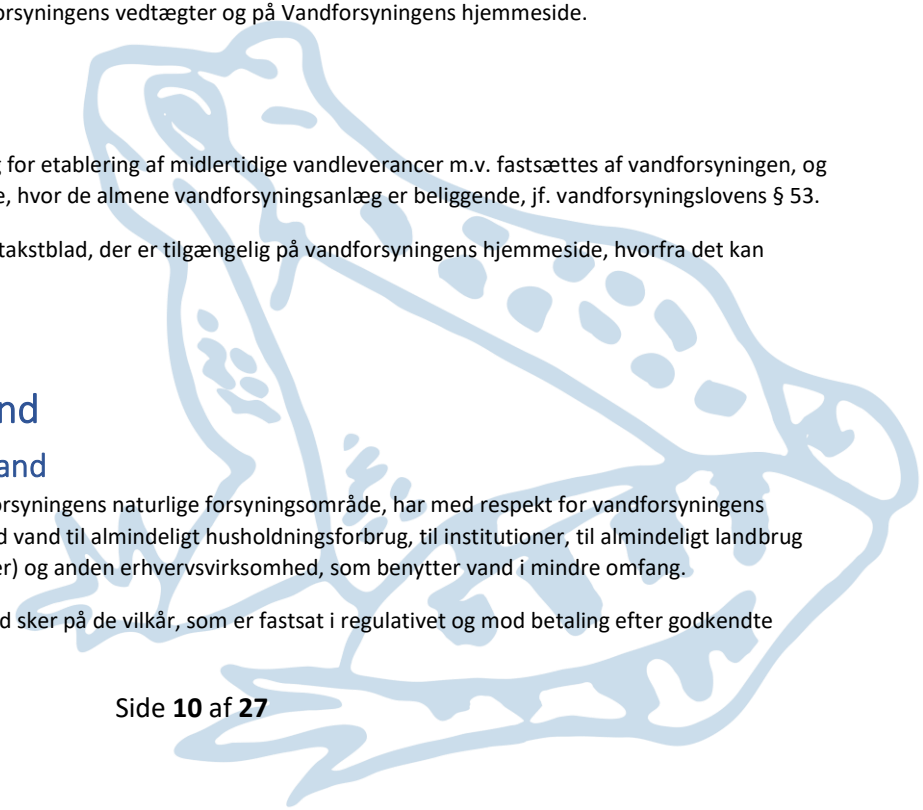 orsyningens vedtægter og på Vandforsyningens hjemmeside.
g for etablering af midlertidige vandleverancer m.v. fastsættes af vandforsyningen, og
e, hvor de almene vandforsyningsanlæg er beliggende, jf. vandforsyningslovens § 53.
takstblad, der er tilgængelig på vandforsyningens hjemmeside, hvorfra det kan
nd
and
orsyningens naturlige forsyningsområde, har med respekt for vandforsyningens
d vand til almindeligt husholdningsforbrug, til institutioner, til almindeligt landbrug
er) og anden erhvervsvirksomhed, som benytter vand i mindre omfang.
d sker på de vilkår, som er fastsat i regulativet og mod betaling efter godkendte
Side 10 af 27